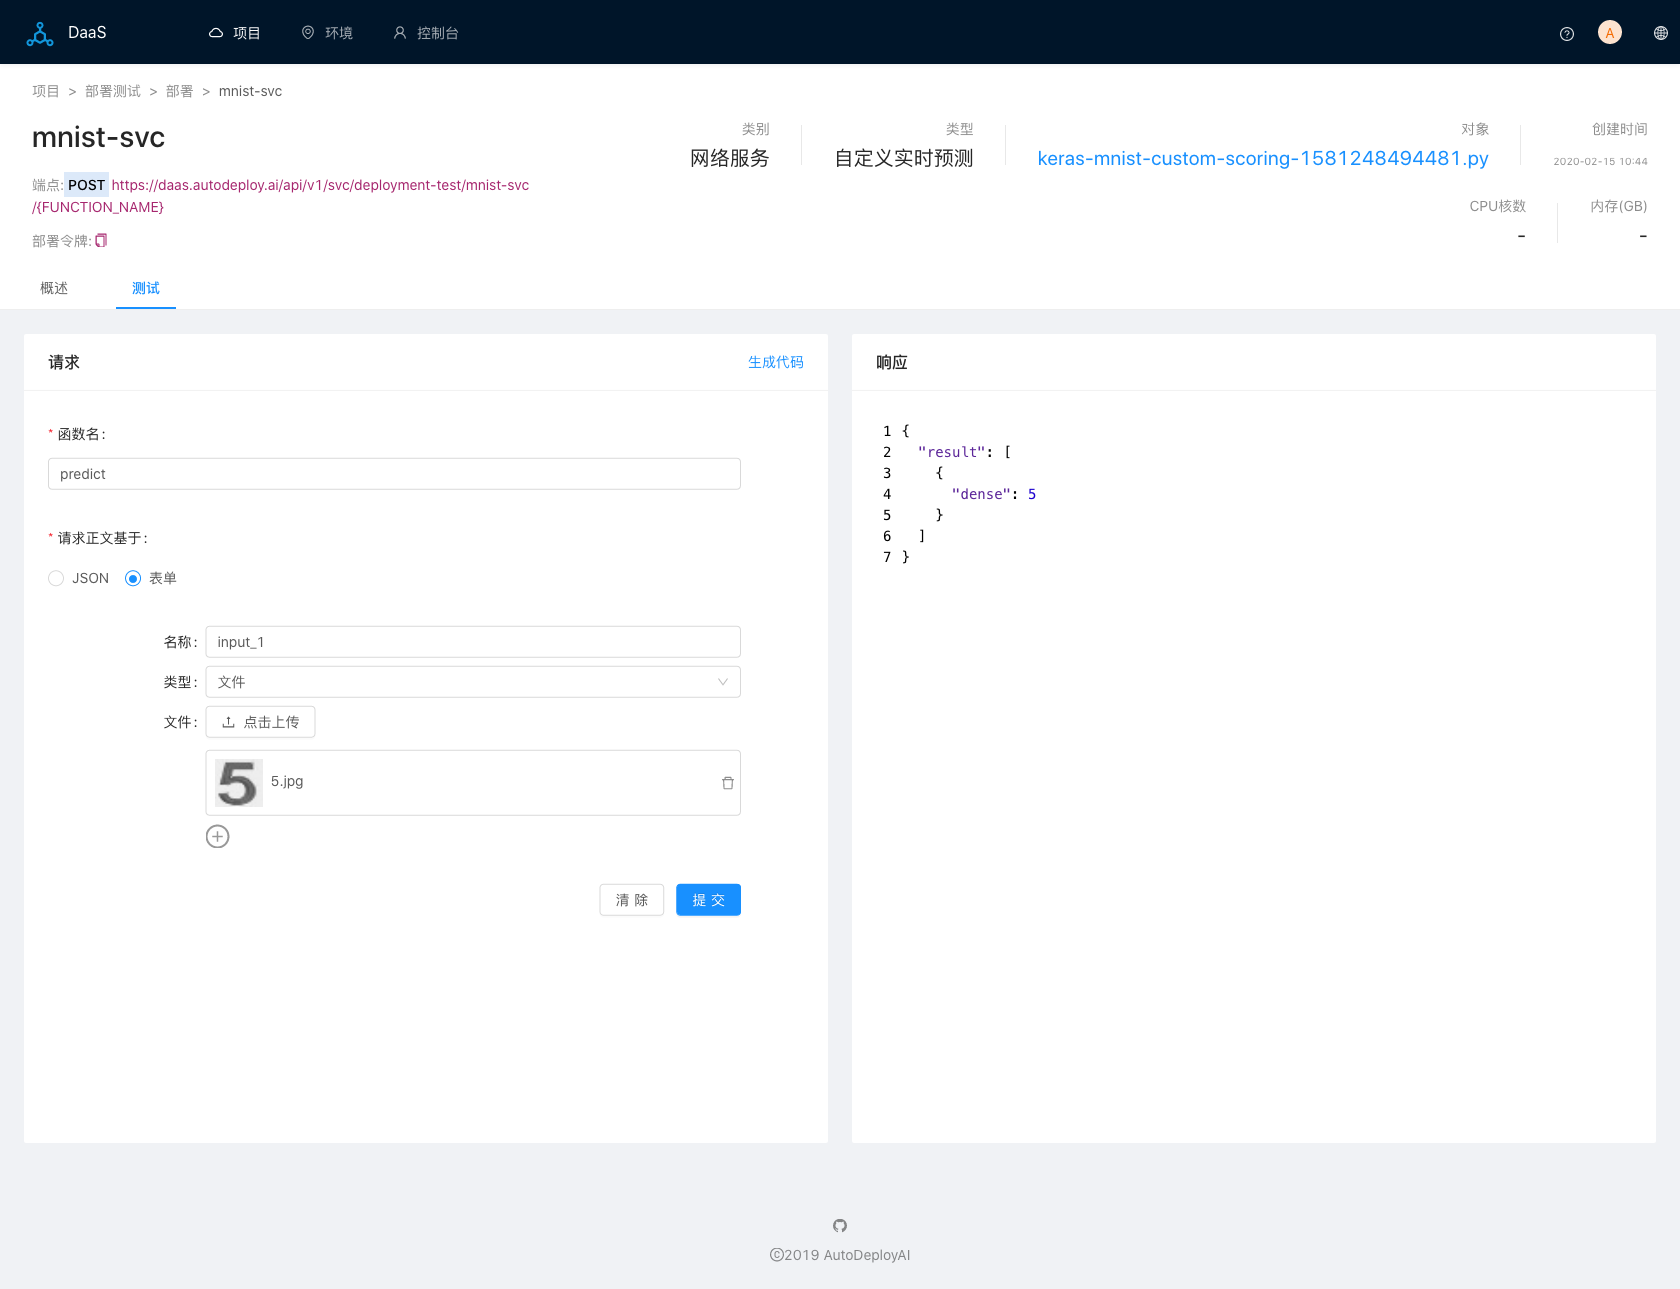 DaaS
项目
环境
控制台
A
项目 > 部署测试 > 部署 > mnist-svc
mnist-svc
端点: POST https://daas.autodeploy.ai/api/v1/svc/deployment-test/mnist-svc
/{FUNCTION_NAME}
部署令牌:
类别
网络服务
类型
自定义实时预测
对象
keras-mnist-custom-scoring-1581248494481.py
创建时间
2020-02-15 10:44
CPU核数
-
内存(GB)
-
概述
测试
请求
生成代码
* 函数名:
predict
* 请求正文基于:
JSON
表单
名称:
input_1
类型:
文件
文件:
点击上传
5
5.jpg
清 除
提 交
响应
1 {
2 "result": [
3 {
4 "dense": 5
5 }
6 ]
7 }
©2019 AutoDeployAI